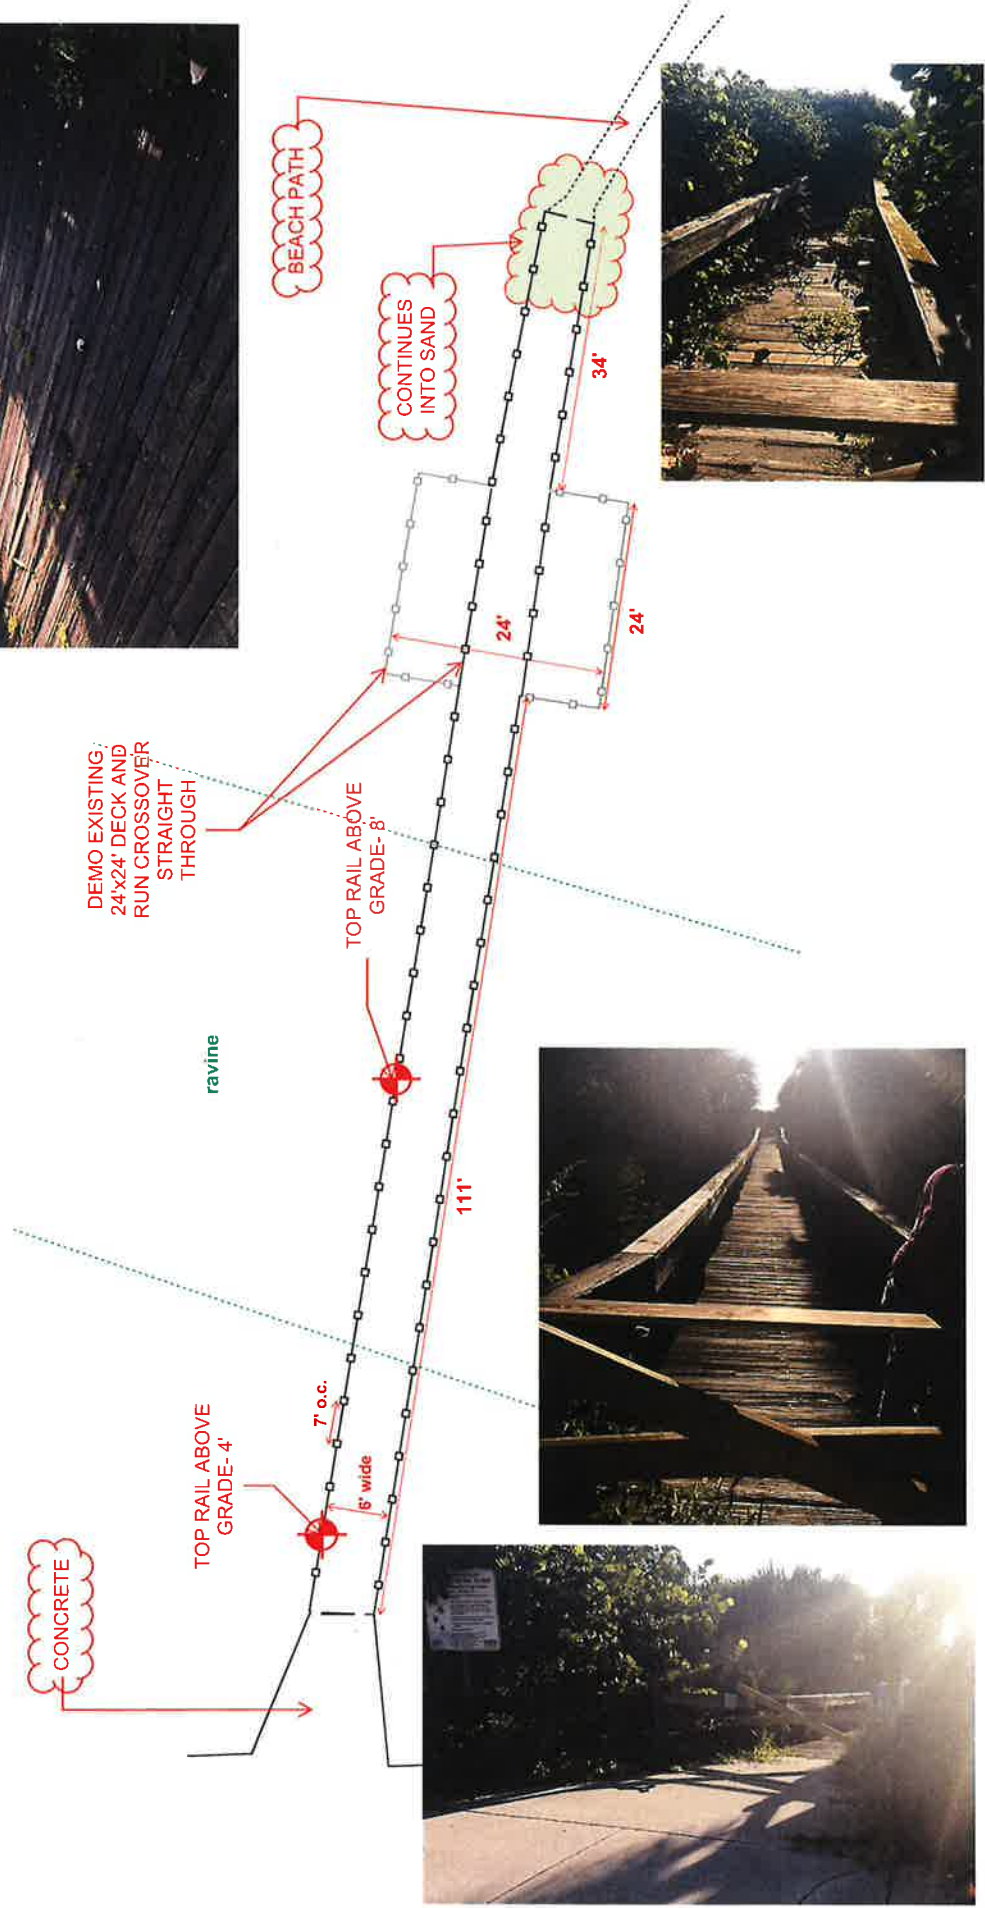 BEACH PATH
CONTINUES
INTO SAND
34'
24'
24'
DEMO EXISTING
24'x24' DECK AND
RUN CROSSOVER
STRAIGHT
THROUGH
TOP RAIL ABOVE
GRADE- 8'
ravine
111'
7' o.c.
6' wide
TOP RAIL ABOVE
GRADE- 4'
CONCRETE